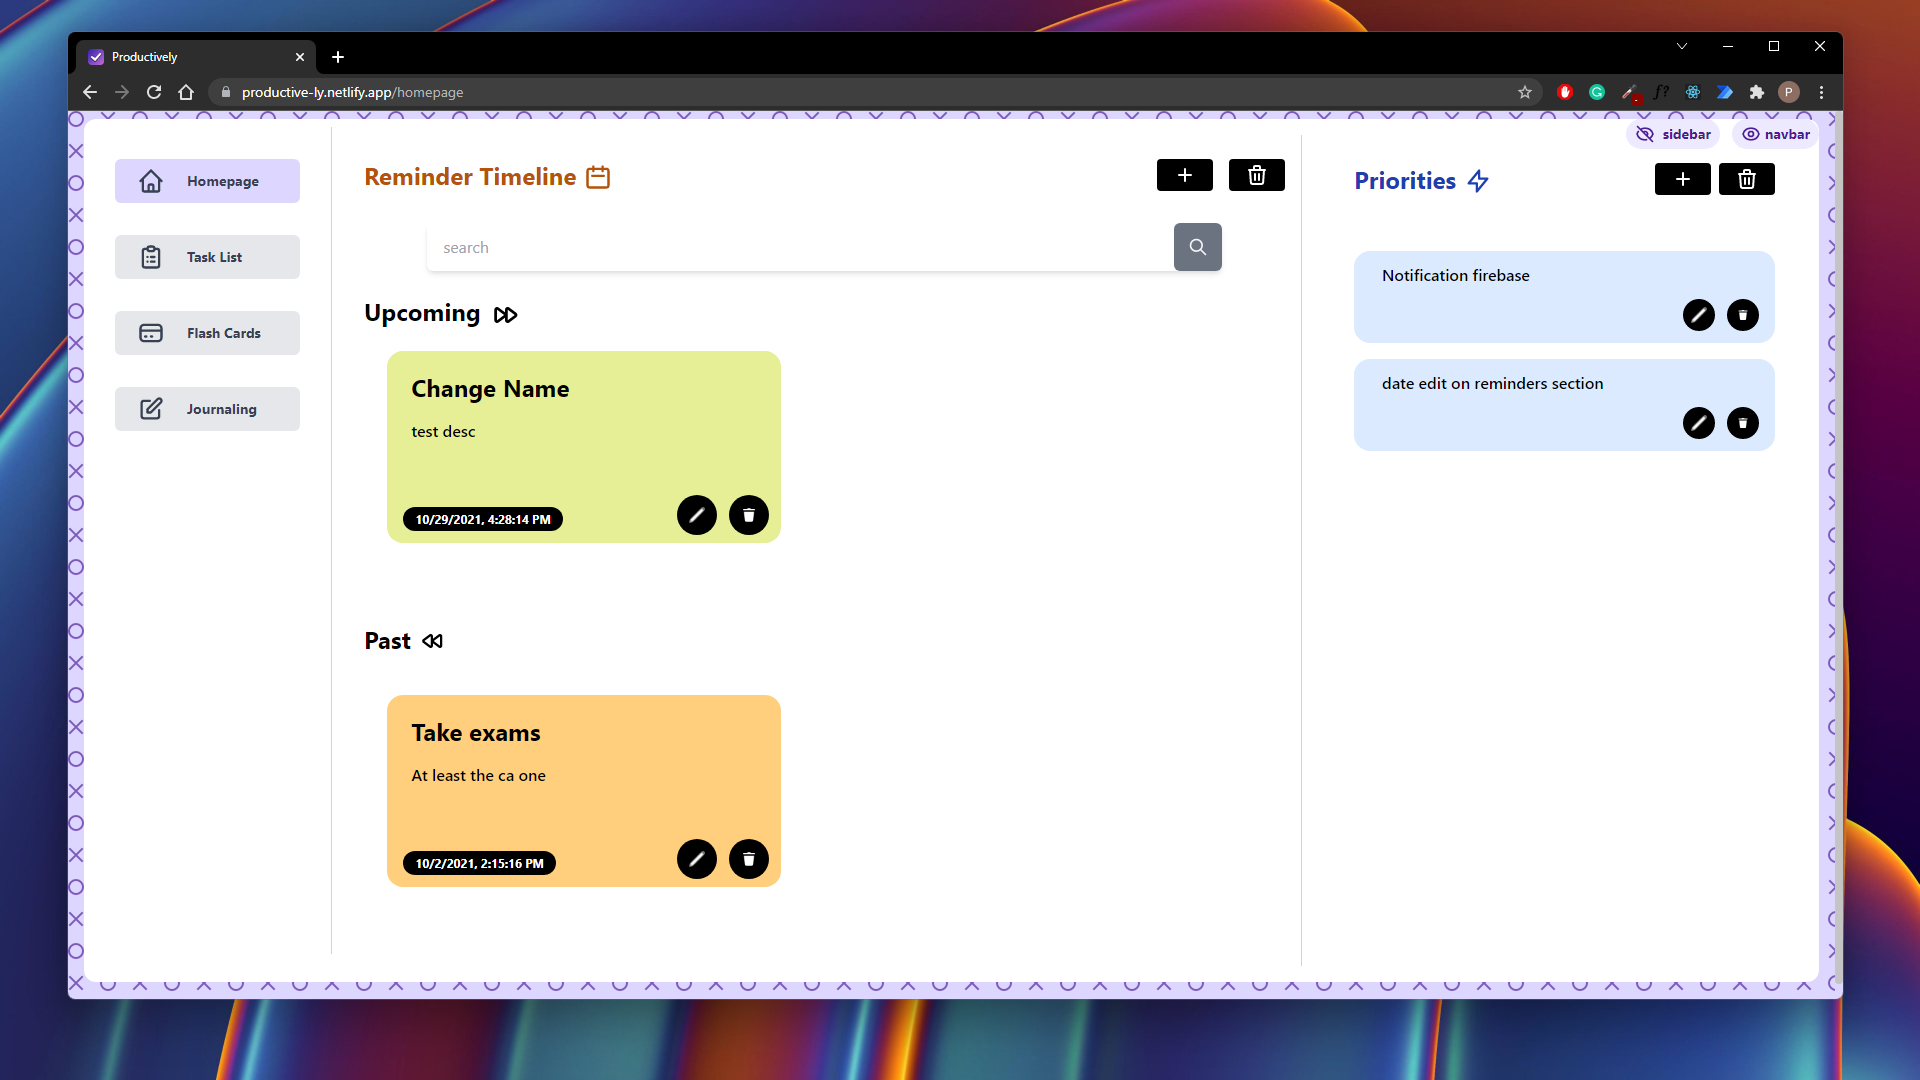 Productively
productive-ly.netlify.app/homepage
P
sidebar
navbar
Homepage
Task List
Flash Cards
Journaling
Reminder Timeline
search
Upcoming
Change Name
test desc
10/29/2021, 4:28:14 PM
Past
Take exams
At least the ca one
10/2/2021, 2:15:16 PM
Priorities
Notification firebase
date edit on reminders section